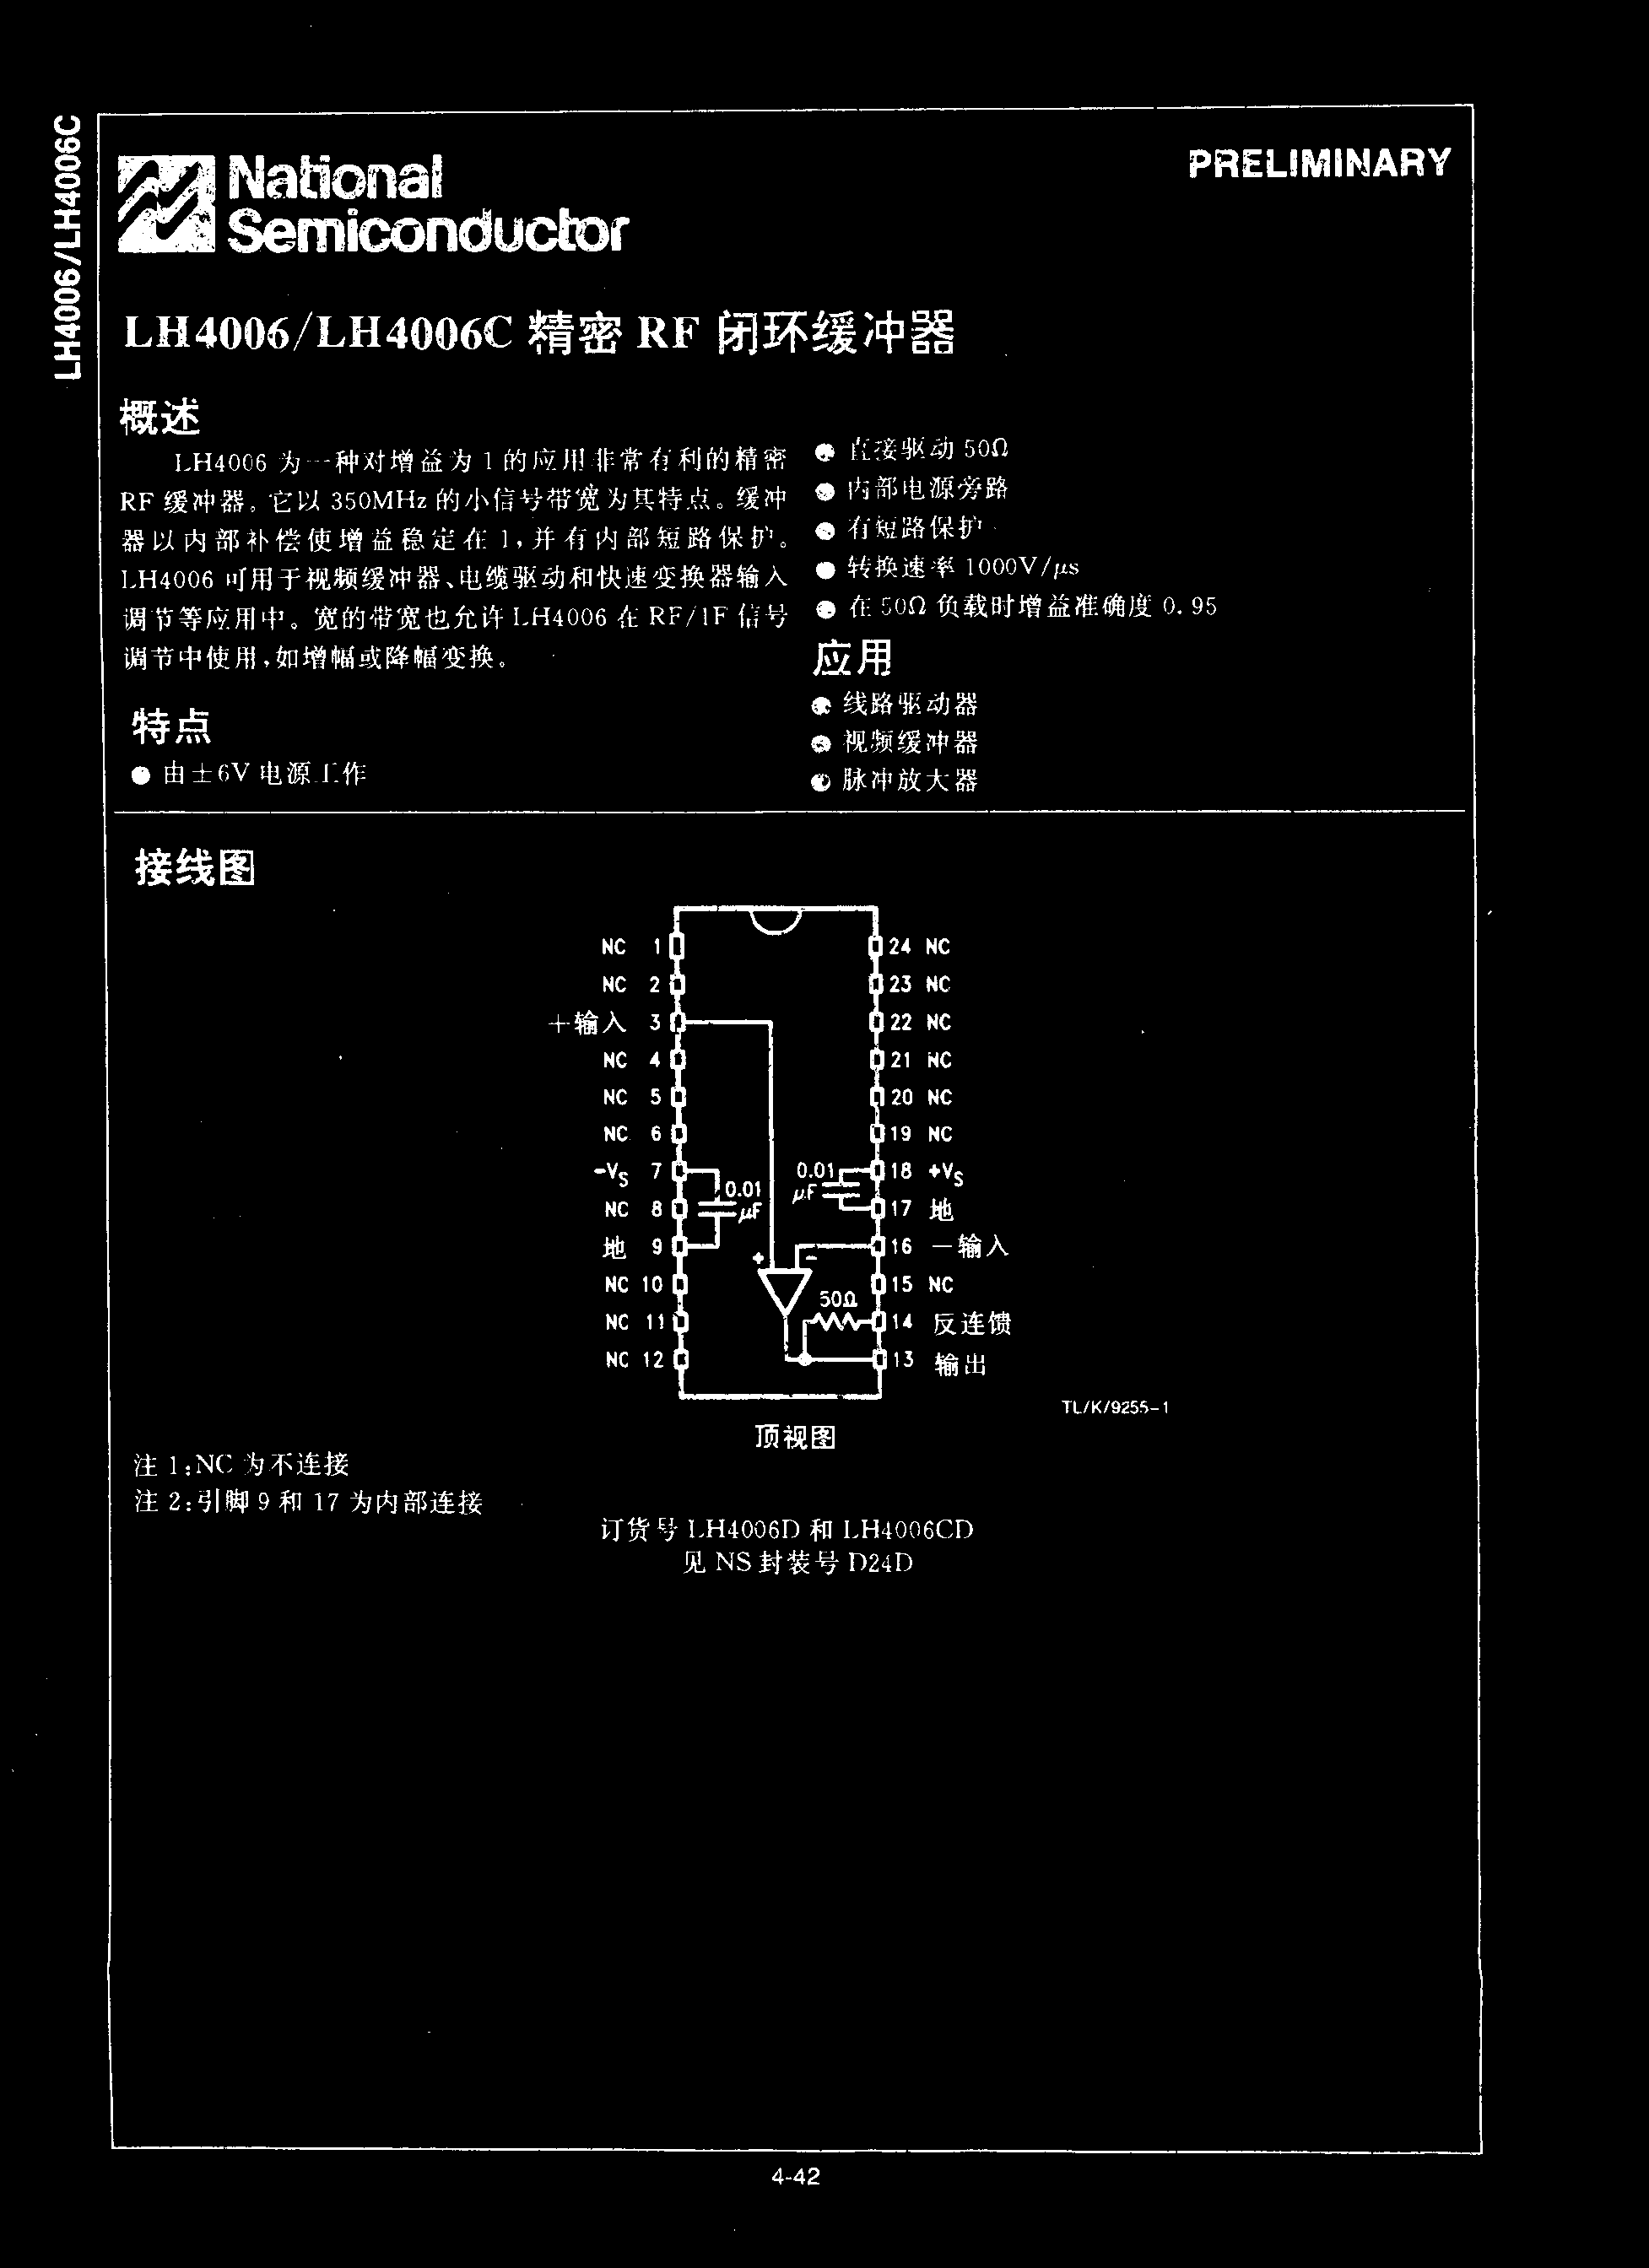 LH4006/LH4006C
National
Semiconductor
PRELIMINARY
LH4006/LH4006C 精密 RF 闭环缓冲器
概述
LH4006 为一种对增益为 1 的应用非常有利的精密
RF 缓冲器。它以 350MHz 的小信号带宽为其特点。缓冲
器以内部补偿使增益稳定在 1,并有内部短路保护。
LH4006 可用于视频缓冲器、电缆驱动和快速变换器输入
调节等应用中。宽的带宽也允许 LH4006 在 RF/IF 信号
调节中使用,如增幅或降幅变换。
特点
● 由±6V 电源工作
● 直接驱动 50Ω
● 内部电源旁路
● 有短路保护
● 转换速率 1000V/μs
● 在 50Ω 负载时增益准确度 0.95
应用
● 线路驱动器
● 视频缓冲器
● 脉冲放大器
接线图
NC 1 24 NC
NC 2 23 NC
+输入 3 22 NC
NC 4 21 NC
NC 5 20 NC
NC 6 19 NC
-VS 7 0.01 18 +VS
0.01 μF
NC 8 μF 17 地
地 9 + - 16 -输入
NC 10 15 NC
50Ω
NC 11 14 反连馈
NC 12 13 输出
TL/K/9255-1
顶视图
注 1:NC 为不连接
注 2:引脚 9 和 17 为内部连接
订货号 LH4006D 和 LH4006CD
见 NS 封装号 D24D
4-42